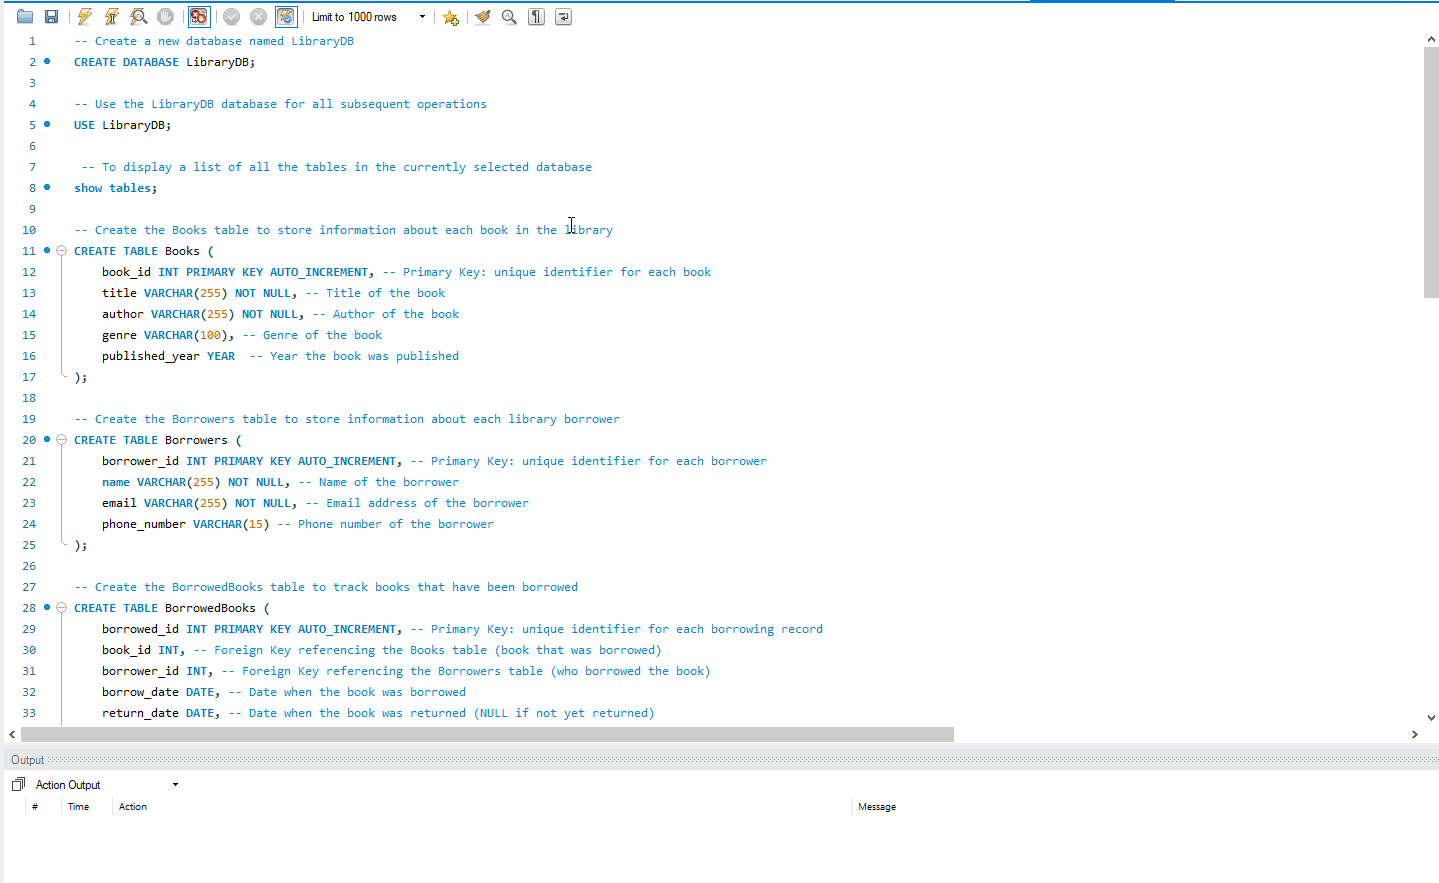 Limit to 1000 rows
1 -- Create a new database named LibraryDB
2 CREATE DATABASE LibraryDB;
3
4 -- Use the LibraryDB database for all subsequent operations
5 USE LibraryDB;
6
7 -- To display a list of all the tables in the currently selected database
8 show tables;
9
10 -- Create the Books table to store information about each book in the library
11 CREATE TABLE Books (
12 book_id INT PRIMARY KEY AUTO_INCREMENT, -- Primary Key: unique identifier for each book
13 title VARCHAR(255) NOT NULL, -- Title of the book
14 author VARCHAR(255) NOT NULL, -- Author of the book
15 genre VARCHAR(100), -- Genre of the book
16 published_year YEAR  -- Year the book was published
17 );
18
19 -- Create the Borrowers table to store information about each library borrower
20 CREATE TABLE Borrowers (
21 borrower_id INT PRIMARY KEY AUTO_INCREMENT, -- Primary Key: unique identifier for each borrower
22 name VARCHAR(255) NOT NULL, -- Name of the borrower
23 email VARCHAR(255) NOT NULL, -- Email address of the borrower
24 phone_number VARCHAR(15) -- Phone number of the borrower
25 );
26
27 -- Create the BorrowedBooks table to track books that have been borrowed
28 CREATE TABLE BorrowedBooks (
29 borrowed_id INT PRIMARY KEY AUTO_INCREMENT, -- Primary Key: unique identifier for each borrowing record
30 book_id INT, -- Foreign Key referencing the Books table (book that was borrowed)
31 borrower_id INT, -- Foreign Key referencing the Borrowers table (who borrowed the book)
32 borrow_date DATE, -- Date when the book was borrowed
33 return_date DATE, -- Date when the book was returned (NULL if not yet returned)
Output
Action Output
# Time Action Message